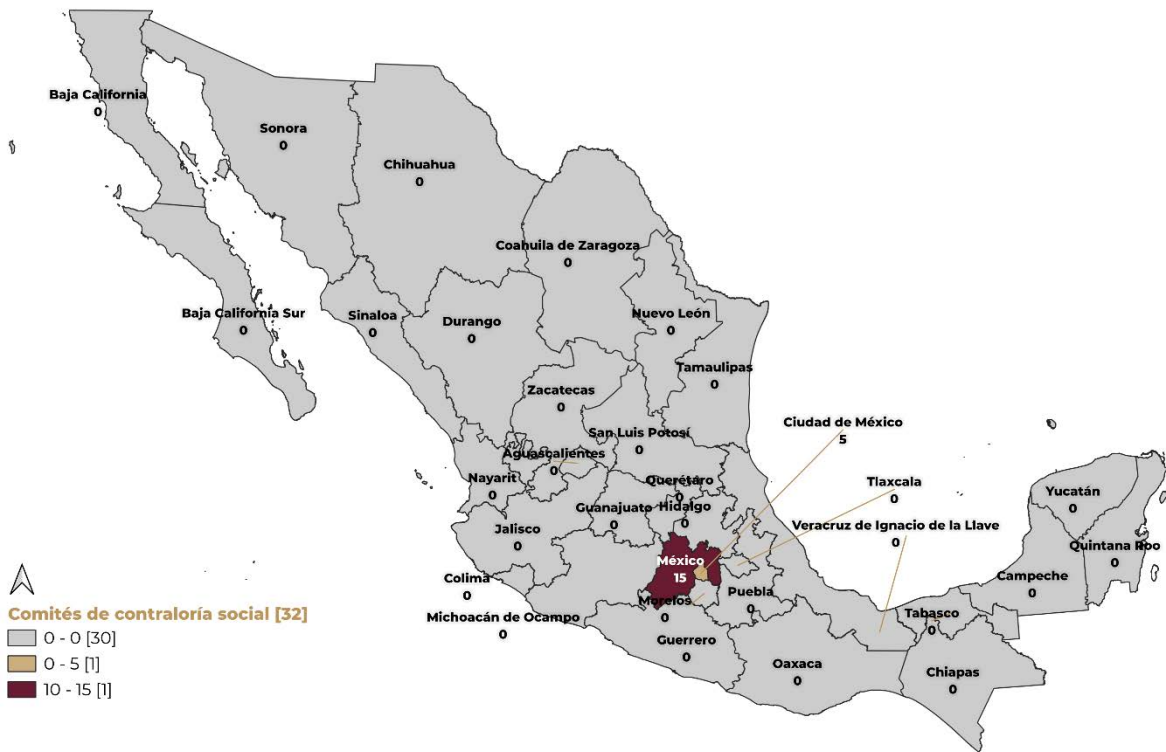 Baja California
0
Sonora
0
Chihuahua
0
Coahuila de Zaragoza
0
Baja California Sur
0
Sinaloa
0
Durango
0
Nuevo León
0
Tamaulipas
0
Zacatecas
0
San Luis Potosí
0
Ciudad de México
5
Aguascalientes
0
Nayarit
0
Querétaro
0
Tlaxcala
0
Yucatán
0
Guanajuato
0
Hidalgo
0
Jalisco
0
Veracruz de Ignacio de la Llave
0
Quintana Roo
0
México
15
Campeche
0
Colima
0
Morelos
0
Puebla
0
Michoacán de Ocampo
0
Tabasco
0
Guerrero
0
Oaxaca
0
Chiapas
0
Comités de contraloría social [32]
0 - 0 [30]
0 - 5 [1]
10 - 15 [1]